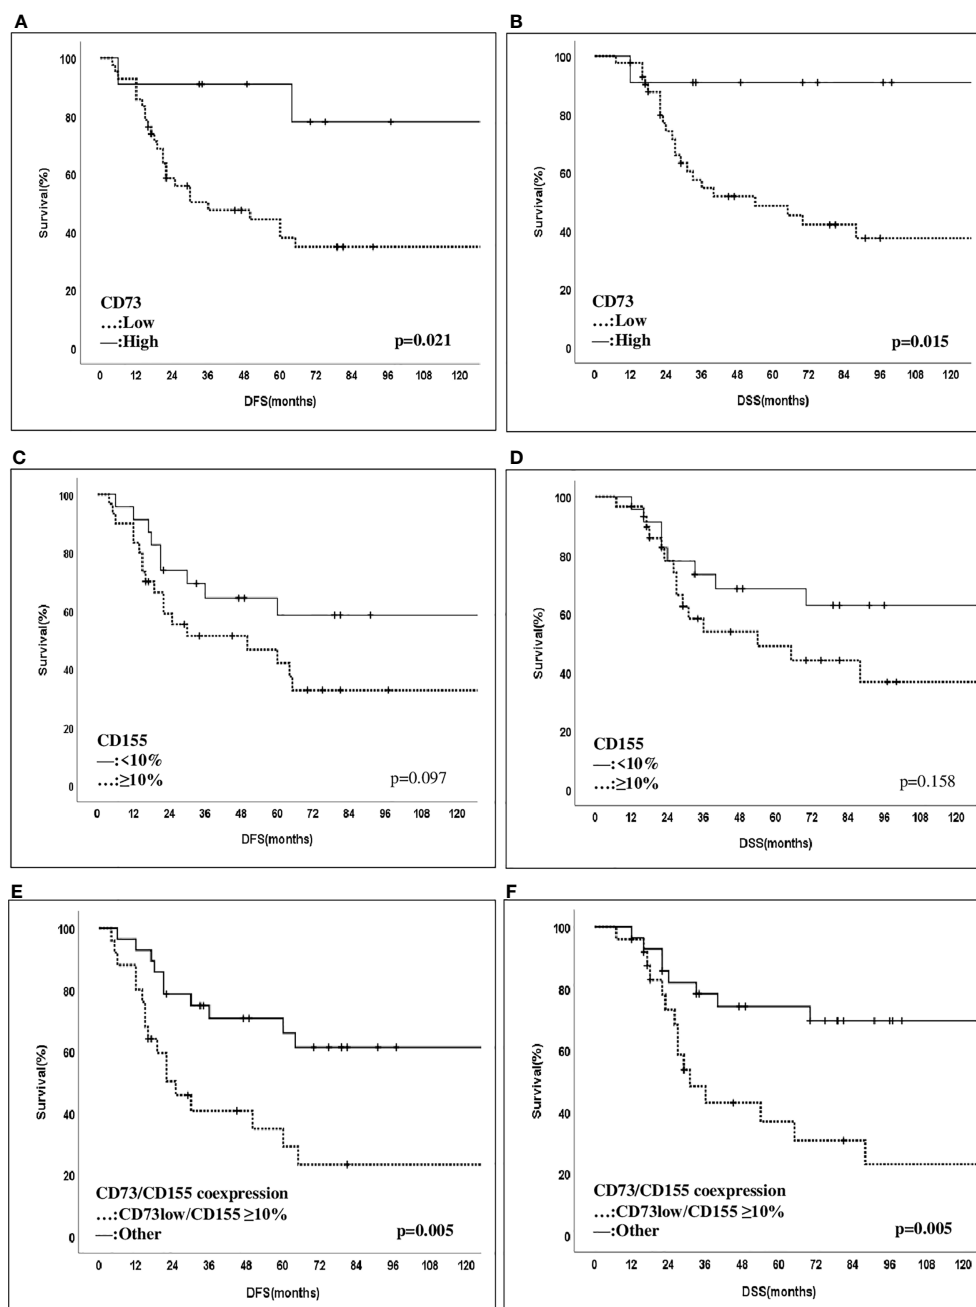 A
100
80
60
40
20
0
Survival(%)
CD73
...:Low
—:High
p=0.021
0 12 24 36 48 60 72 84 96 108 120
DFS(months)
B
100
80
60
40
20
0
Survival(%)
CD73
...:Low
—:High
p=0.015
0 12 24 36 48 60 72 84 96 108 120
DSS(months)
C
100
80
60
40
20
0
Survival(%)
CD155
—:<10%
...:≥10%
p=0.097
0 12 24 36 48 60 72 84 96 108 120
DFS(months)
D
100
80
60
40
20
0
Survival(%)
CD155
—:<10%
...:≥10%
p=0.158
0 12 24 36 48 60 72 84 96 108 120
DSS(months)
E
100
80
60
40
20
0
Survival(%)
CD73/CD155 coexpression
...:CD73low/CD155 ≥10%
—:Other
p=0.005
0 12 24 36 48 60 72 84 96 108 120
DFS(months)
F
100
80
60
40
20
0
Survival(%)
CD73/CD155 coexpression
...:CD73low/CD155 ≥10%
—:Other
p=0.005
0 12 24 36 48 60 72 84 96 108 120
DSS(months)